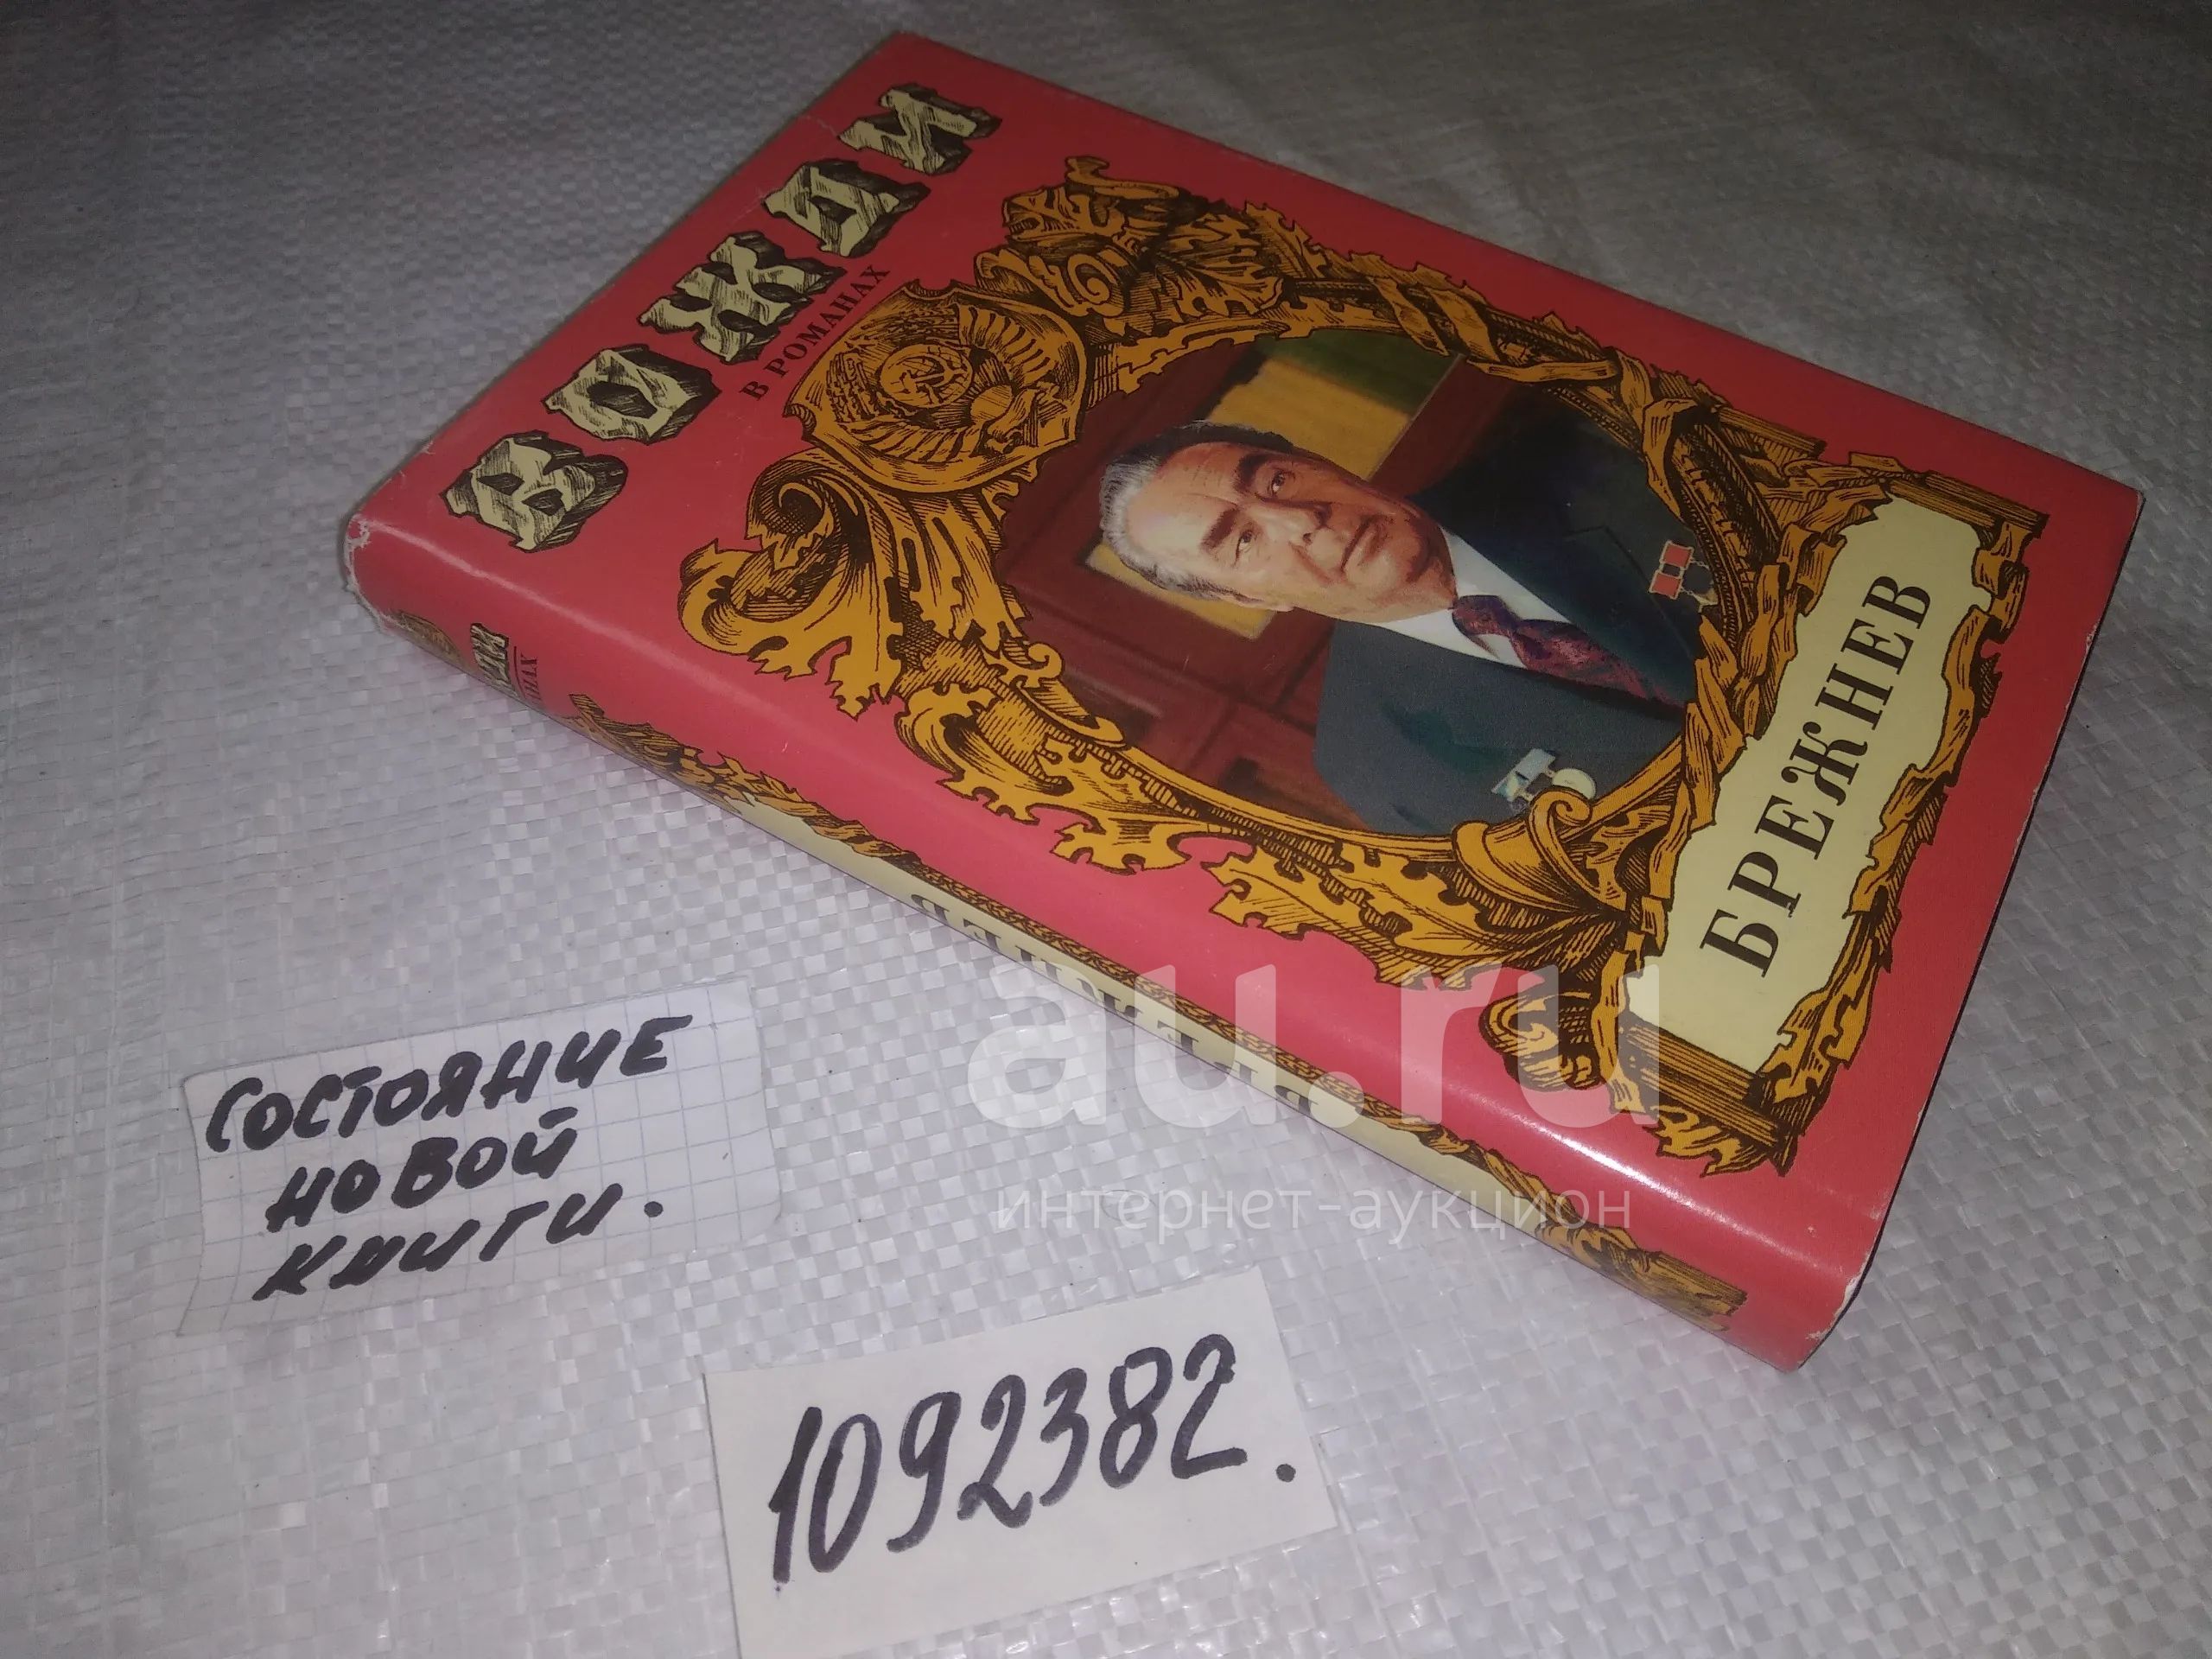 ВОЖДИ
В РОМАНАХ
БРЕЖНЕВ
СОСТОЯНИЕ
НОВОЙ
КНИГИ.
1092382.
au.ru
интернет-аукцион